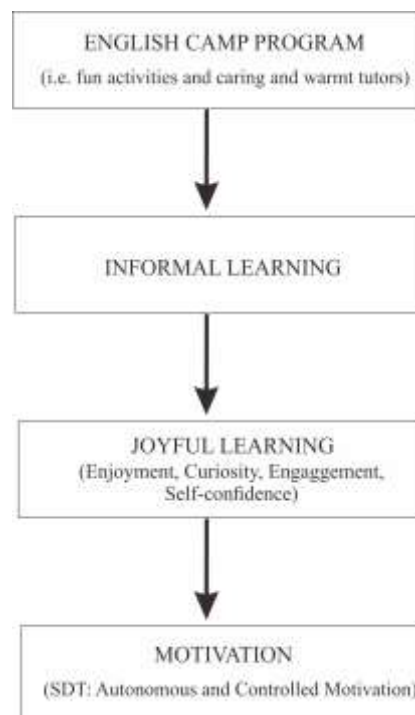 ENGLISH CAMP PROGRAM
(i.e. fun activities and caring and warmt tutors)
INFORMAL LEARNING
JOYFUL LEARNING
(Enjoyment, Curiosity, Engaggement,
Self-confidence)
MOTIVATION
(SDT: Autonomous and Controlled Motivation)